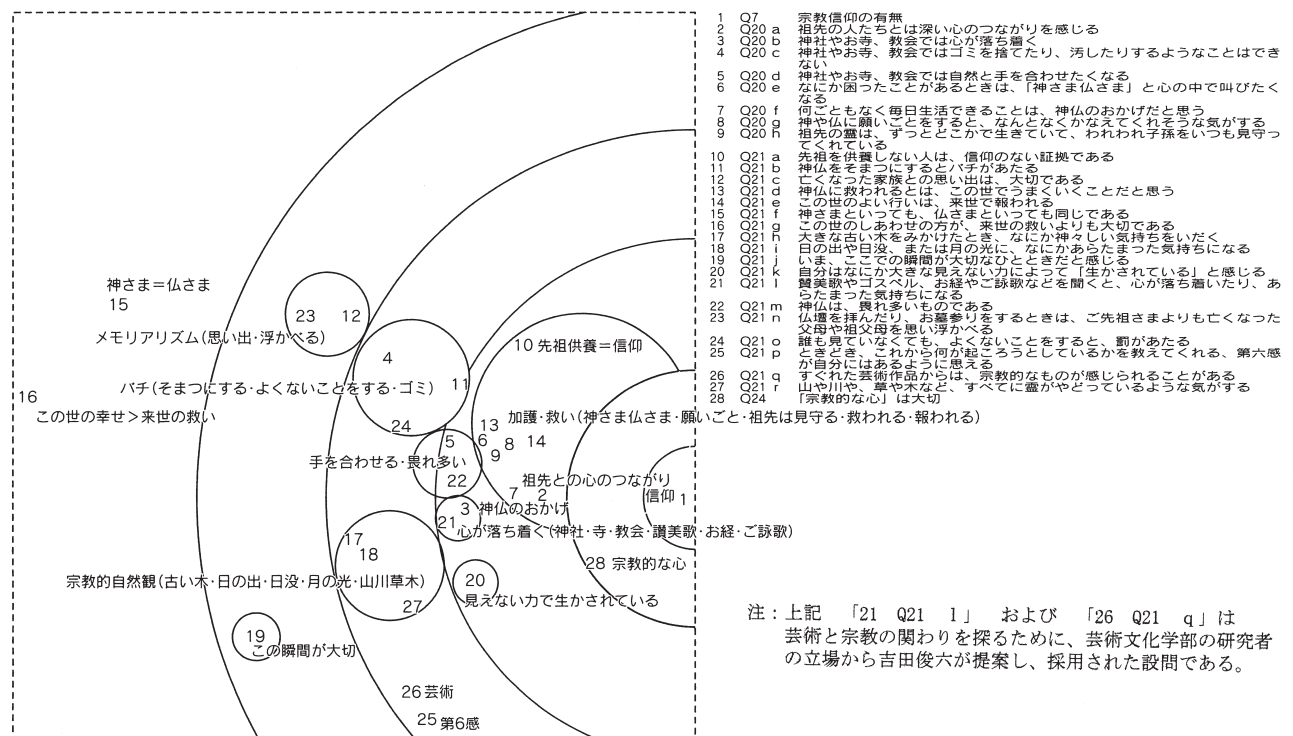 1 Q7 宗教信仰の有無
2 Q20 a 祖先の人たちとは深い心のつながりを感じる
3 Q20 b 神社やお寺、教会では心が落ち着く
4 Q20 c 神社やお寺、教会ではゴミを捨てたり、汚したりするようなことはでき
ない
5 Q20 d 神社やお寺、教会では自然と手を合わせたくなる
6 Q20 e なにか困ったことがあるときは、「神さま仏さま」と心の中で叫びたく
なる
7 Q20 f 何ごともなく毎日生活できることは、神仏のおかげだと思う
8 Q20 g 神や仏に願いごとをすると、なんとなくかなえてくれそうな気がする
9 Q20 h 祖先の霊は、ずっとどこかで生きていて、われわれ子孫をいつも見守っ
てくれている
10 Q21 a 先祖を供養しない人は、信仰のない証拠である
11 Q21 b 神仏をそまつにするとバチがあたる
12 Q21 c 亡くなった家族との思い出は、大切である
13 Q21 d 神仏に救われるとは、この世でうまくいくことだと思う
14 Q21 e この世のよい行いは、来世で報われる
15 Q21 f 神さまといっても、仏さまといっても同じである
16 Q21 g この世のしあわせの方が、来世の救いよりも大切である
17 Q21 h 大きな古い木をみかけたとき、なにか神々しい気持ちをいだく
18 Q21 i 日の出や日没、または月の光に、なにかあらたまった気持ちになる
19 Q21 j いま、ここでの瞬間が大切なひとときだと感じる
20 Q21 k 自分はなにか大きな見えない力によって「生かされている」と感じる
21 Q21 l 賛美歌やゴスペル、お経やご詠歌などを聞くと、心が落ち着いたり、あ
らたまった気持ちになる
22 Q21 m 神仏は、畏れ多いものである
23 Q21 n 仏壇を拝んだり、お墓参りをするときは、ご先祖さまよりも亡くなった
父母や祖父母を思い浮かべる
24 Q21 o 誰も見ていなくても、よくないことをすると、罰があたる
25 Q21 p ときどき、これから何が起ころうとしているかを教えてくれる、第六感
が自分にはあるように思える
26 Q21 q すぐれた芸術作品からは、宗教的なものが感じられることがある
27 Q21 r 山や川や、草や木など、すべてに霊がやどっているような気がする
28 Q24 「宗教的な心」は大切
神さま＝仏さま
15
23 12
メモリアリズム(思い出・浮かべる)
10 先祖供養＝信仰
4
11
バチ(そまつにする・よくないことをする・ゴミ)
16
この世の幸せ＞来世の救い
24
加護・救い(神さま仏さま・願いごと・祖先は見守る・救われる・報われる)
13
5 6 8 14
9
手を合わせる・畏れ多い
22
祖先との心のつながり
7 2
信仰 1
3 神仏のおかげ
21
心が落ち着く(神社・寺・教会・讃美歌・お経・ご詠歌)
17
18
28 宗教的な心
宗教的自然観(古い木・日の出・日没・月の光・山川草木)
20
見えない力で生かされている
27
19
この瞬間が大切
26 芸術
25 第6感
注：上記 「21 Q21 l」 および 「26 Q21 q」は
芸術と宗教の関わりを探るために、芸術文化学部の研究者
の立場から吉田俊六が提案し、採用された設問である。